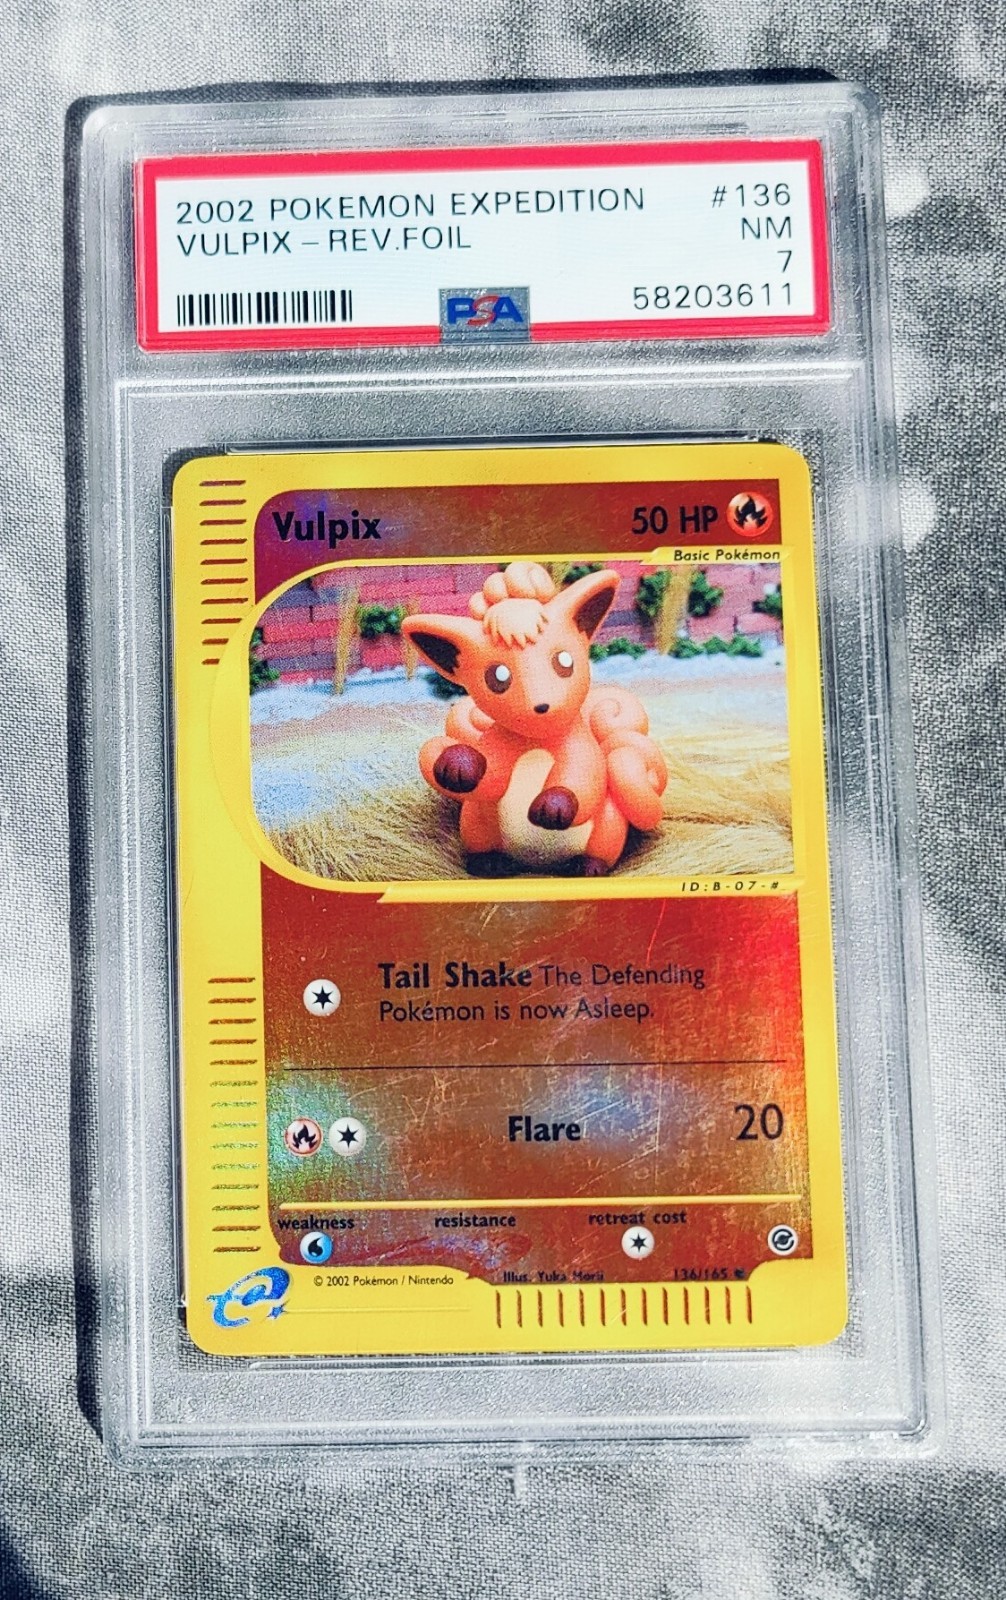 2002 POKEMON EXPEDITION #136
VULPIX - REV.FOIL NM
7
PSA 58203611
Vulpix 50 HP
Basic Pokémon
ID:B-07-#
Tail Shake The Defending
Pokémon is now Asleep.
Flare 20
weakness resistance retreat cost
e
© 2002 Pokémon / Nintendo Illus. Yuka Morii 136/165